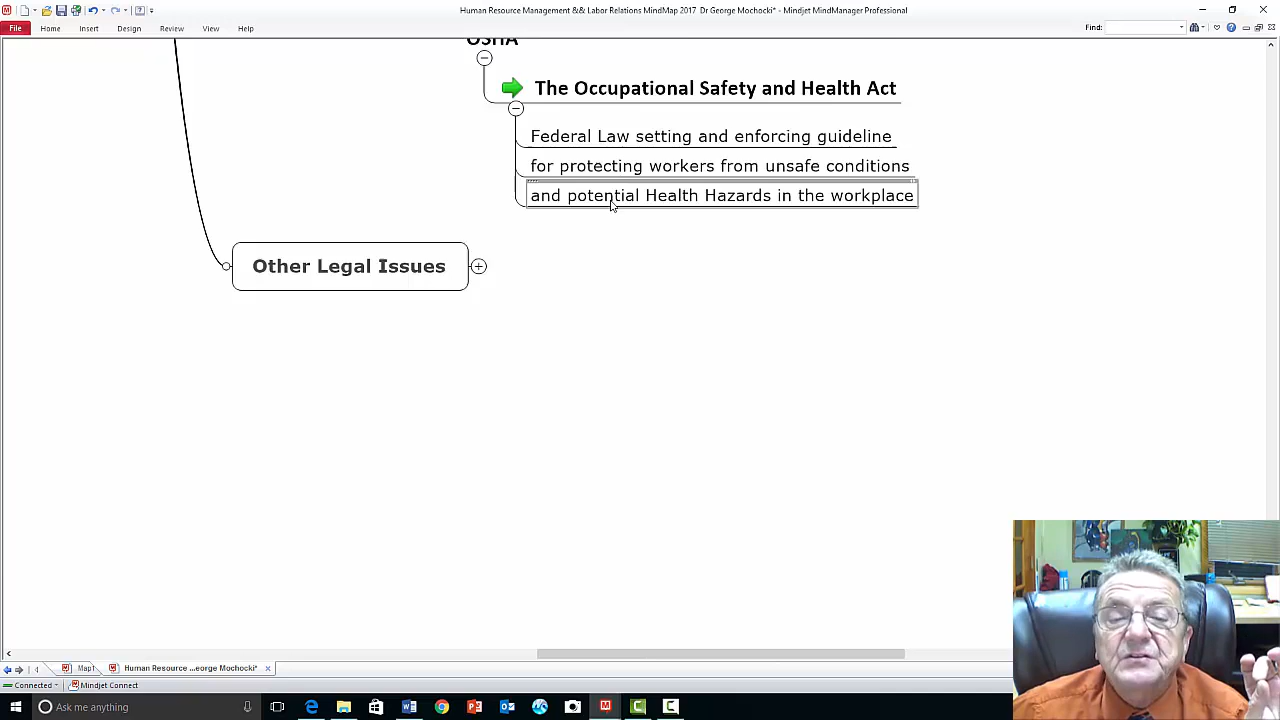 Human Resource Management && Labor Relations MindMap 2017 Dr George Mochocki* - Mindjet MindManager Professional
File Home Insert Design Review View Help Find:
OSHA
The Occupational Safety and Health Act
Federal Law setting and enforcing guideline
for protecting workers from unsafe conditions
and potential Health Hazards in the workplace
Other Legal Issues
Map1 Human Resource ...eorge Mochocki*
Connected Mindjet Connect
Ask me anything